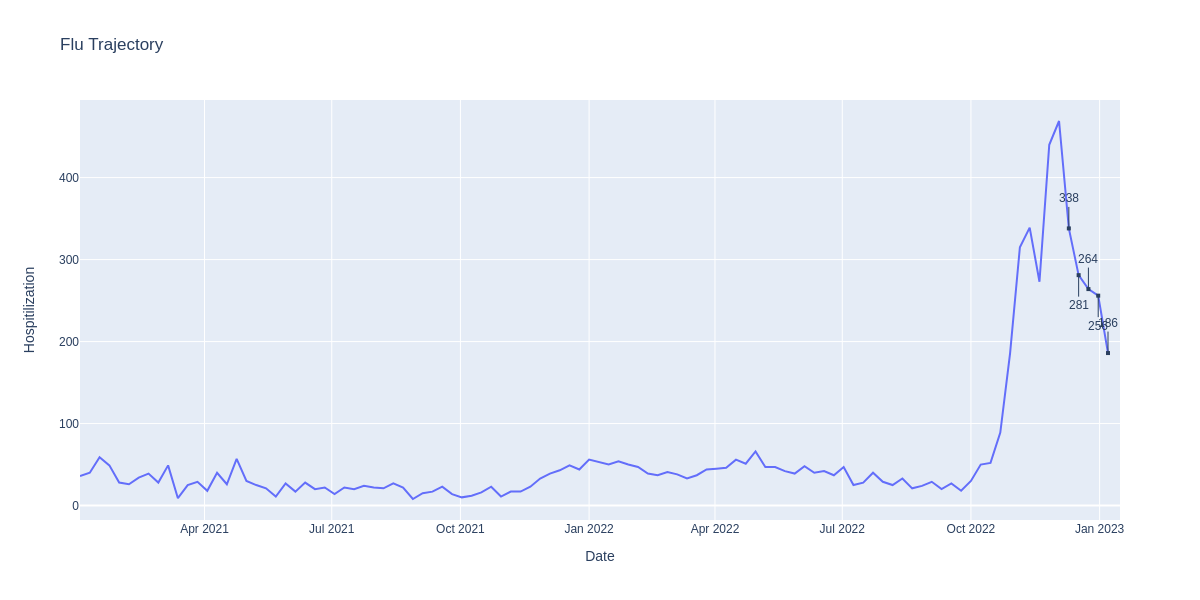 Flu Trajectory
Hospitilization
400
300
200
100
0
338
264
281
256
186
Apr 2021
Jul 2021
Oct 2021
Jan 2022
Apr 2022
Jul 2022
Oct 2022
Jan 2023
Date